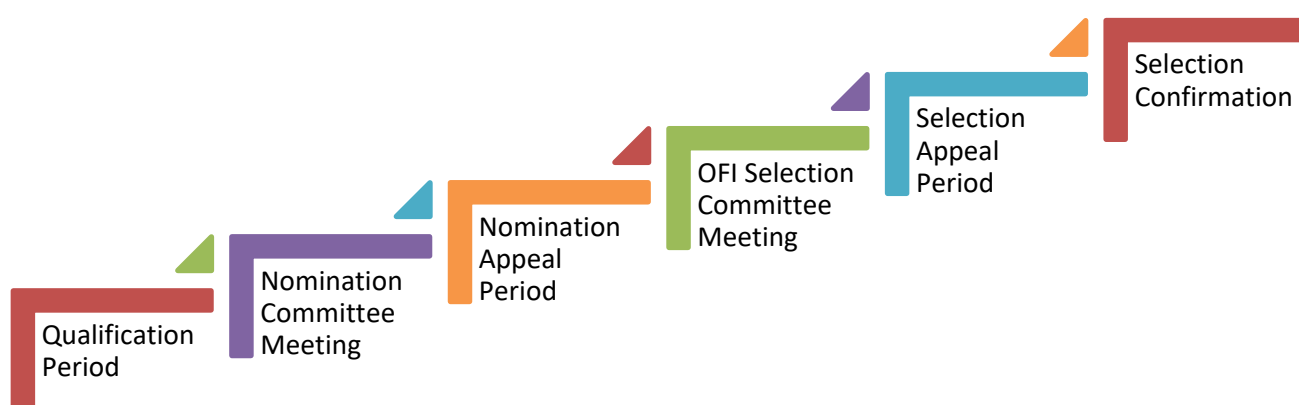 Qualification
Period
Nomination
Committee
Meeting
Nomination
Appeal
Period
OFI Selection
Committee
Meeting
Selection
Appeal
Period
Selection
Confirmation